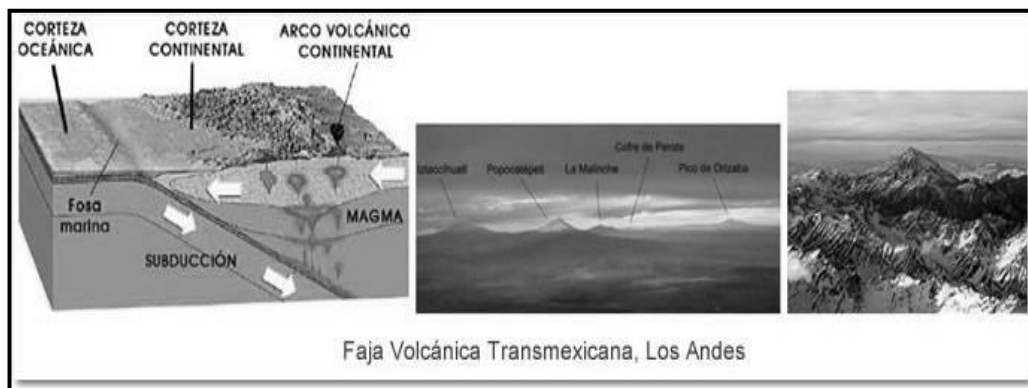 CORTEZA
OCEÁNICA
CORTEZA
CONTINENTAL
ARCO VOLCÁNICO
CONTINENTAL
Fosa
marina
MAGMA
SUBDUCCIÓN
Popocatépetl
La Malinche
Cofre de Perote
Pico de Orizaba
Faja Volcánica Transmexicana, Los Andes